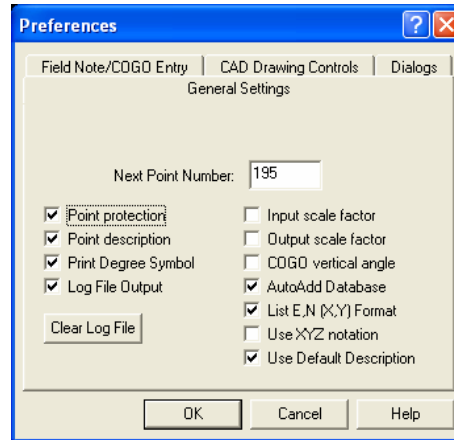 Preferences
Field Note/COGO Entry
CAD Drawing Controls
Dialogs
General Settings
Next Point Number: 195
Point protection
Point description
Print Degree Symbol
Log File Output
Clear Log File
Input scale factor
Output scale factor
COGO vertical angle
AutoAdd Database
List E,N (X,Y) Format
Use XYZ notation
Use Default Description
OK
Cancel
Help